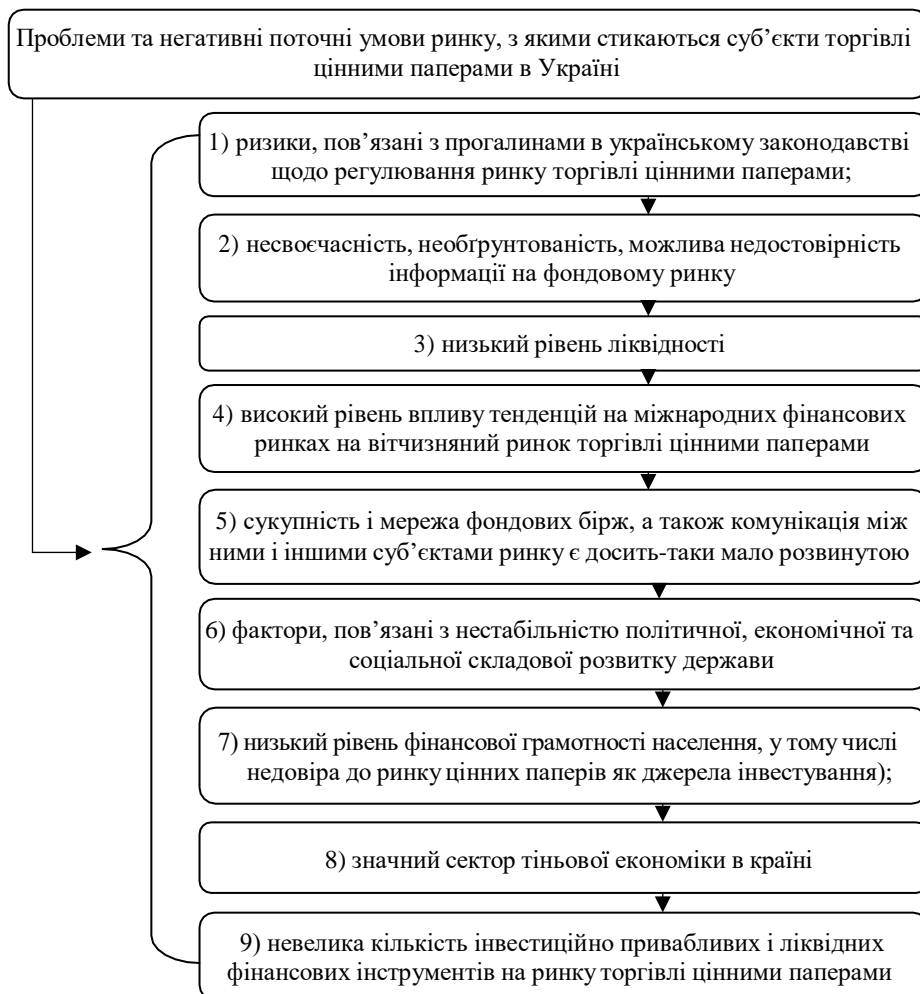 Проблеми та негативні поточні умови ринку, з якими стикаються суб’єкти торгівлі
цінними паперами в Україні
1) ризики, пов’язані з прогалинами в українському законодавстві
щодо регулювання ринку торгівлі цінними паперами;
2) несвоєчасність, необґрунтованість, можлива недостовірність
інформації на фондовому ринку
3) низький рівень ліквідності
4) високий рівень впливу тенденцій на міжнародних фінансових
ринках на вітчизняний ринок торгівлі цінними паперами
5) сукупність і мережа фондових бірж, а також комунікація між
ними і іншими суб’єктами ринку є досить-таки мало розвинутою
6) фактори, пов’язані з нестабільністю політичної, економічної та
соціальної складової розвитку держави
7) низький рівень фінансової грамотності населення, у тому числі
недовіра до ринку цінних паперів як джерела інвестування);
8) значний сектор тіньової економіки в країні
9) невелика кількість інвестиційно привабливих і ліквідних
фінансових інструментів на ринку торгівлі цінними паперами